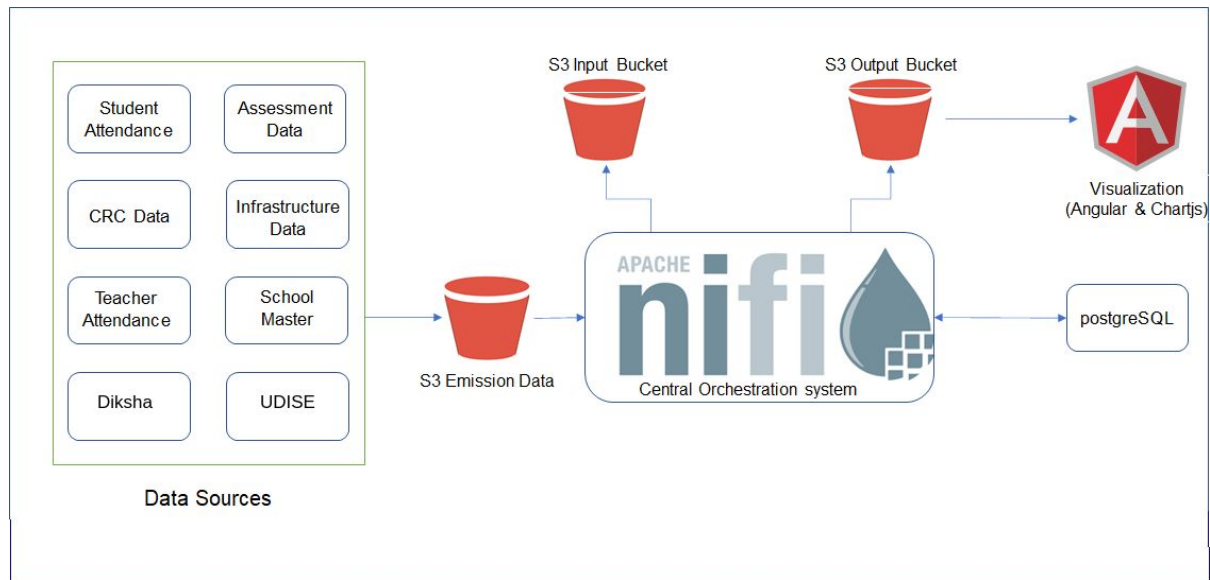 S3 Input Bucket
S3 Output Bucket
Student
Attendance
Assessment
Data
CRC Data
Infrastructure
Data
Teacher
Attendance
School
Master
Diksha
UDISE
Data Sources
S3 Emission Data
APACHE
nifi
Central Orchestration system
A
Visualization
(Angular & Chartjs)
postgreSQL